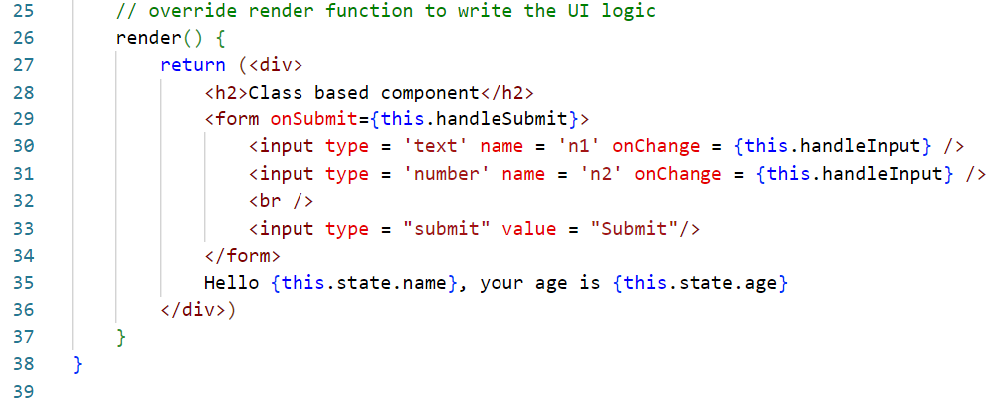 25 // override render function to write the UI logic
26 render() {
27 return (<div>
28 <h2>Class based component</h2>
29 <form onSubmit={this.handleSubmit}>
30 <input type = 'text' name = 'n1' onChange = {this.handleInput} />
31 <input type = 'number' name = 'n2' onChange = {this.handleInput} />
32 <br />
33 <input type = "submit" value = "Submit"/>
34 </form>
35 Hello {this.state.name}, your age is {this.state.age}
36 </div>)
37 }
38 }
39